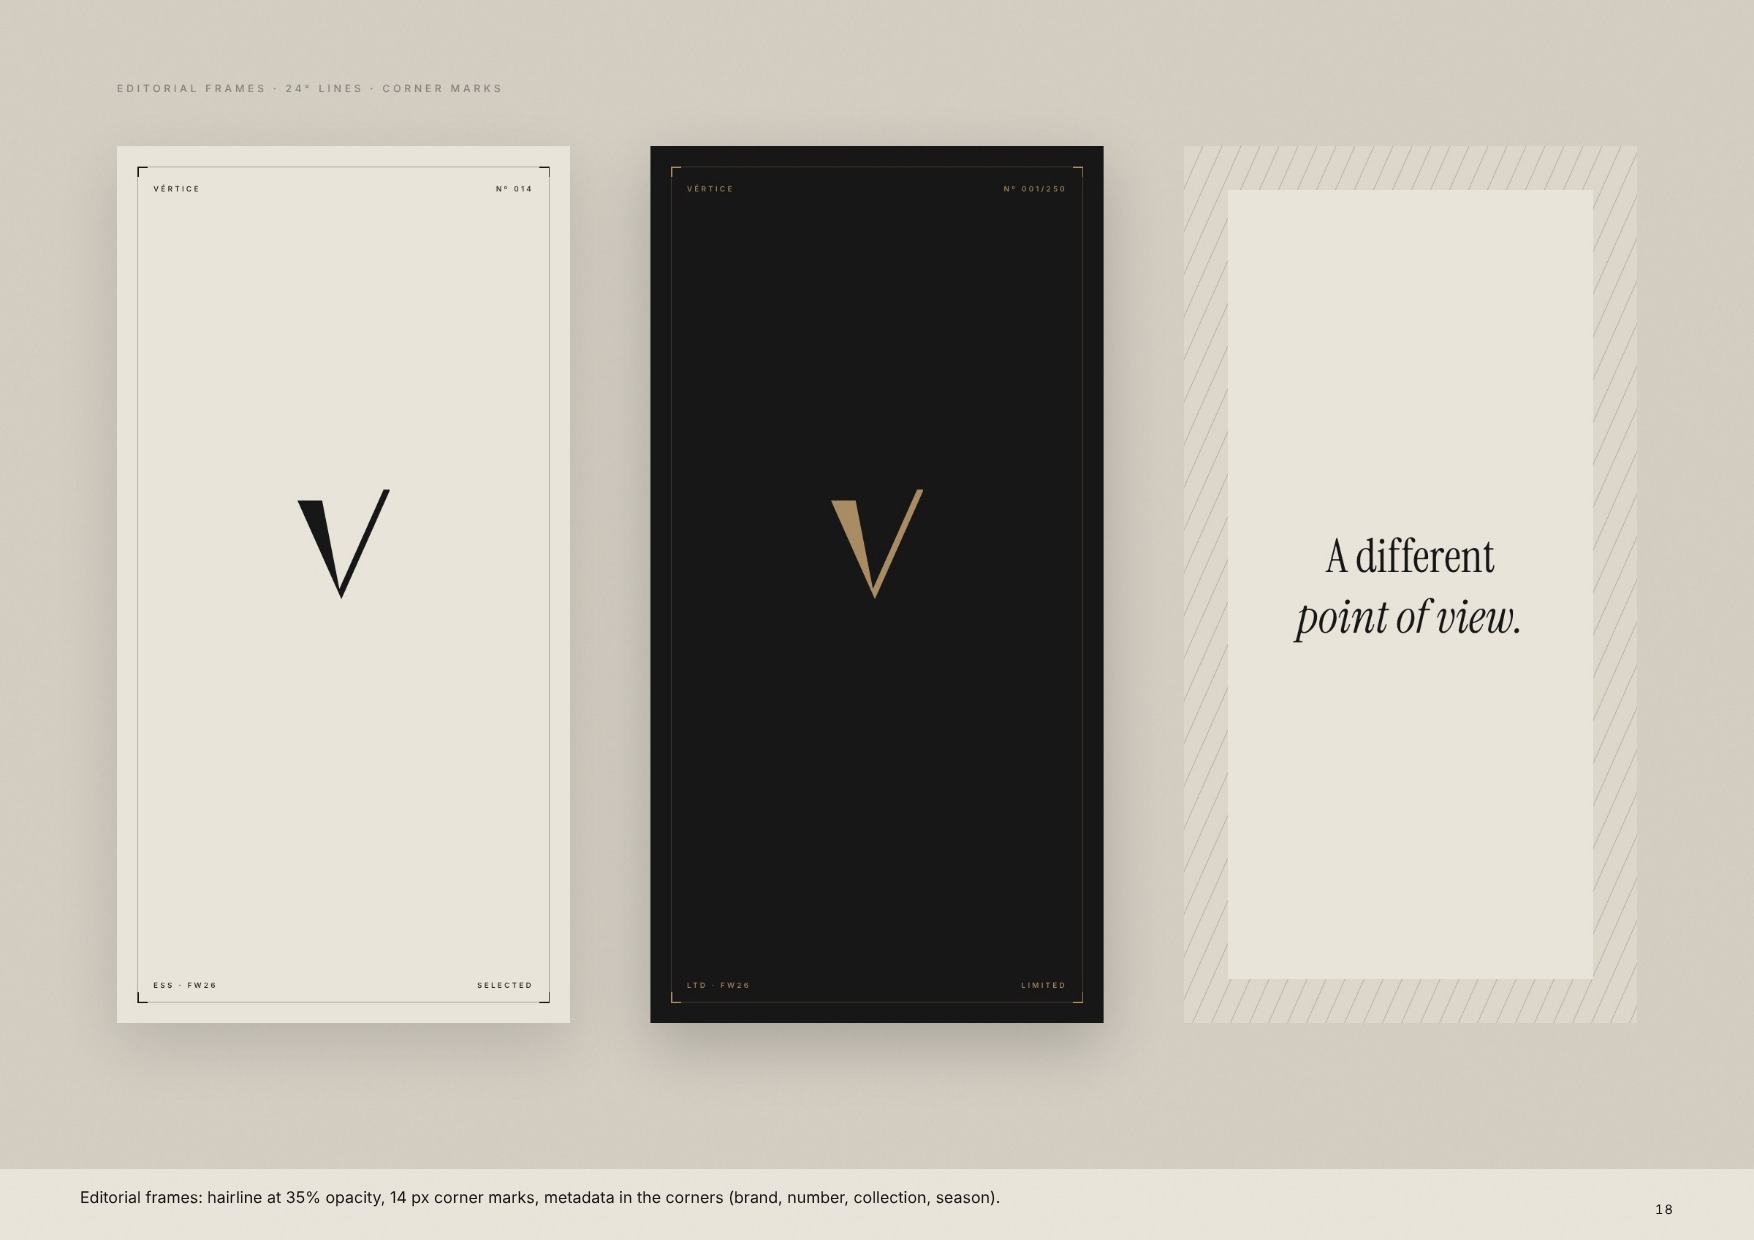 EDITORIAL FRAMES · 24° LINES · CORNER MARKS
VÉRTICE
Nº 014
V
ESS · FW26
SELECTED
VÉRTICE
Nº 001/250
V
LTD · FW26
LIMITED
A different
point of view.
Editorial frames: hairline at 35% opacity, 14 px corner marks, metadata in the corners (brand, number, collection, season).
18